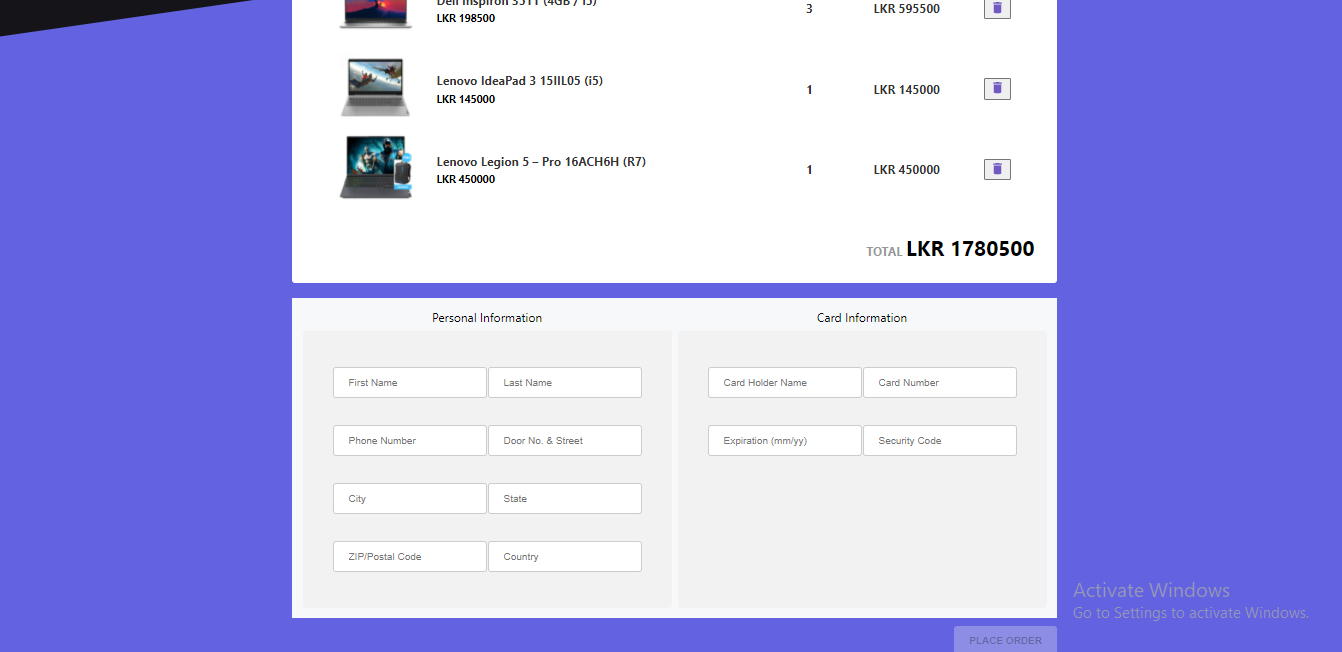 Dell Inspiron 3511 (4GB / i5)
LKR 198500
3
LKR 595500
Lenovo IdeaPad 3 15IIL05 (i5)
LKR 145000
1
LKR 145000
Lenovo Legion 5 – Pro 16ACH6H (R7)
LKR 450000
1
LKR 450000
TOTAL LKR 1780500
Personal Information
First Name
Last Name
Phone Number
Door No. & Street
City
State
ZIP/Postal Code
Country
Card Information
Card Holder Name
Card Number
Expiration (mm/yy)
Security Code
Activate Windows
Go to Settings to activate Windows.
PLACE ORDER